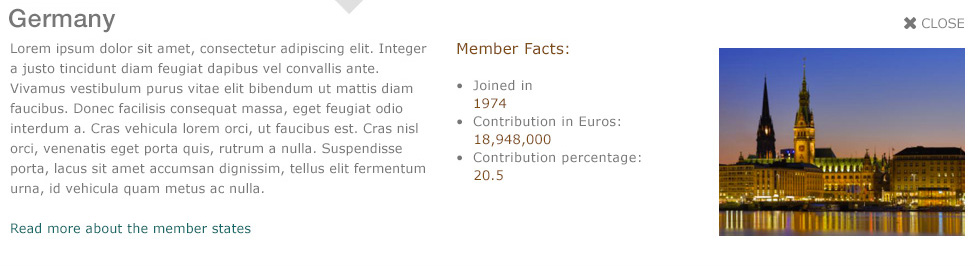 Germany
✖ CLOSE
Lorem ipsum dolor sit amet, consectetur adipiscing elit. Integer
a justo tincidunt diam feugiat dapibus vel convallis ante.
Vivamus vestibulum purus vitae elit bibendum ut mattis diam
faucibus. Donec facilisis consequat massa, eget feugiat odio
interdum a. Cras vehicula lorem orci, ut faucibus est. Cras nisl
orci, venenatis eget porta quis, rutrum a nulla. Suspendisse
porta, lacus sit amet accumsan dignissim, tellus elit fermentum
urna, id vehicula quam metus ac nulla.
Read more about the member states
Member Facts:
• Joined in
1974
• Contribution in Euros:
18,948,000
• Contribution percentage:
20.5